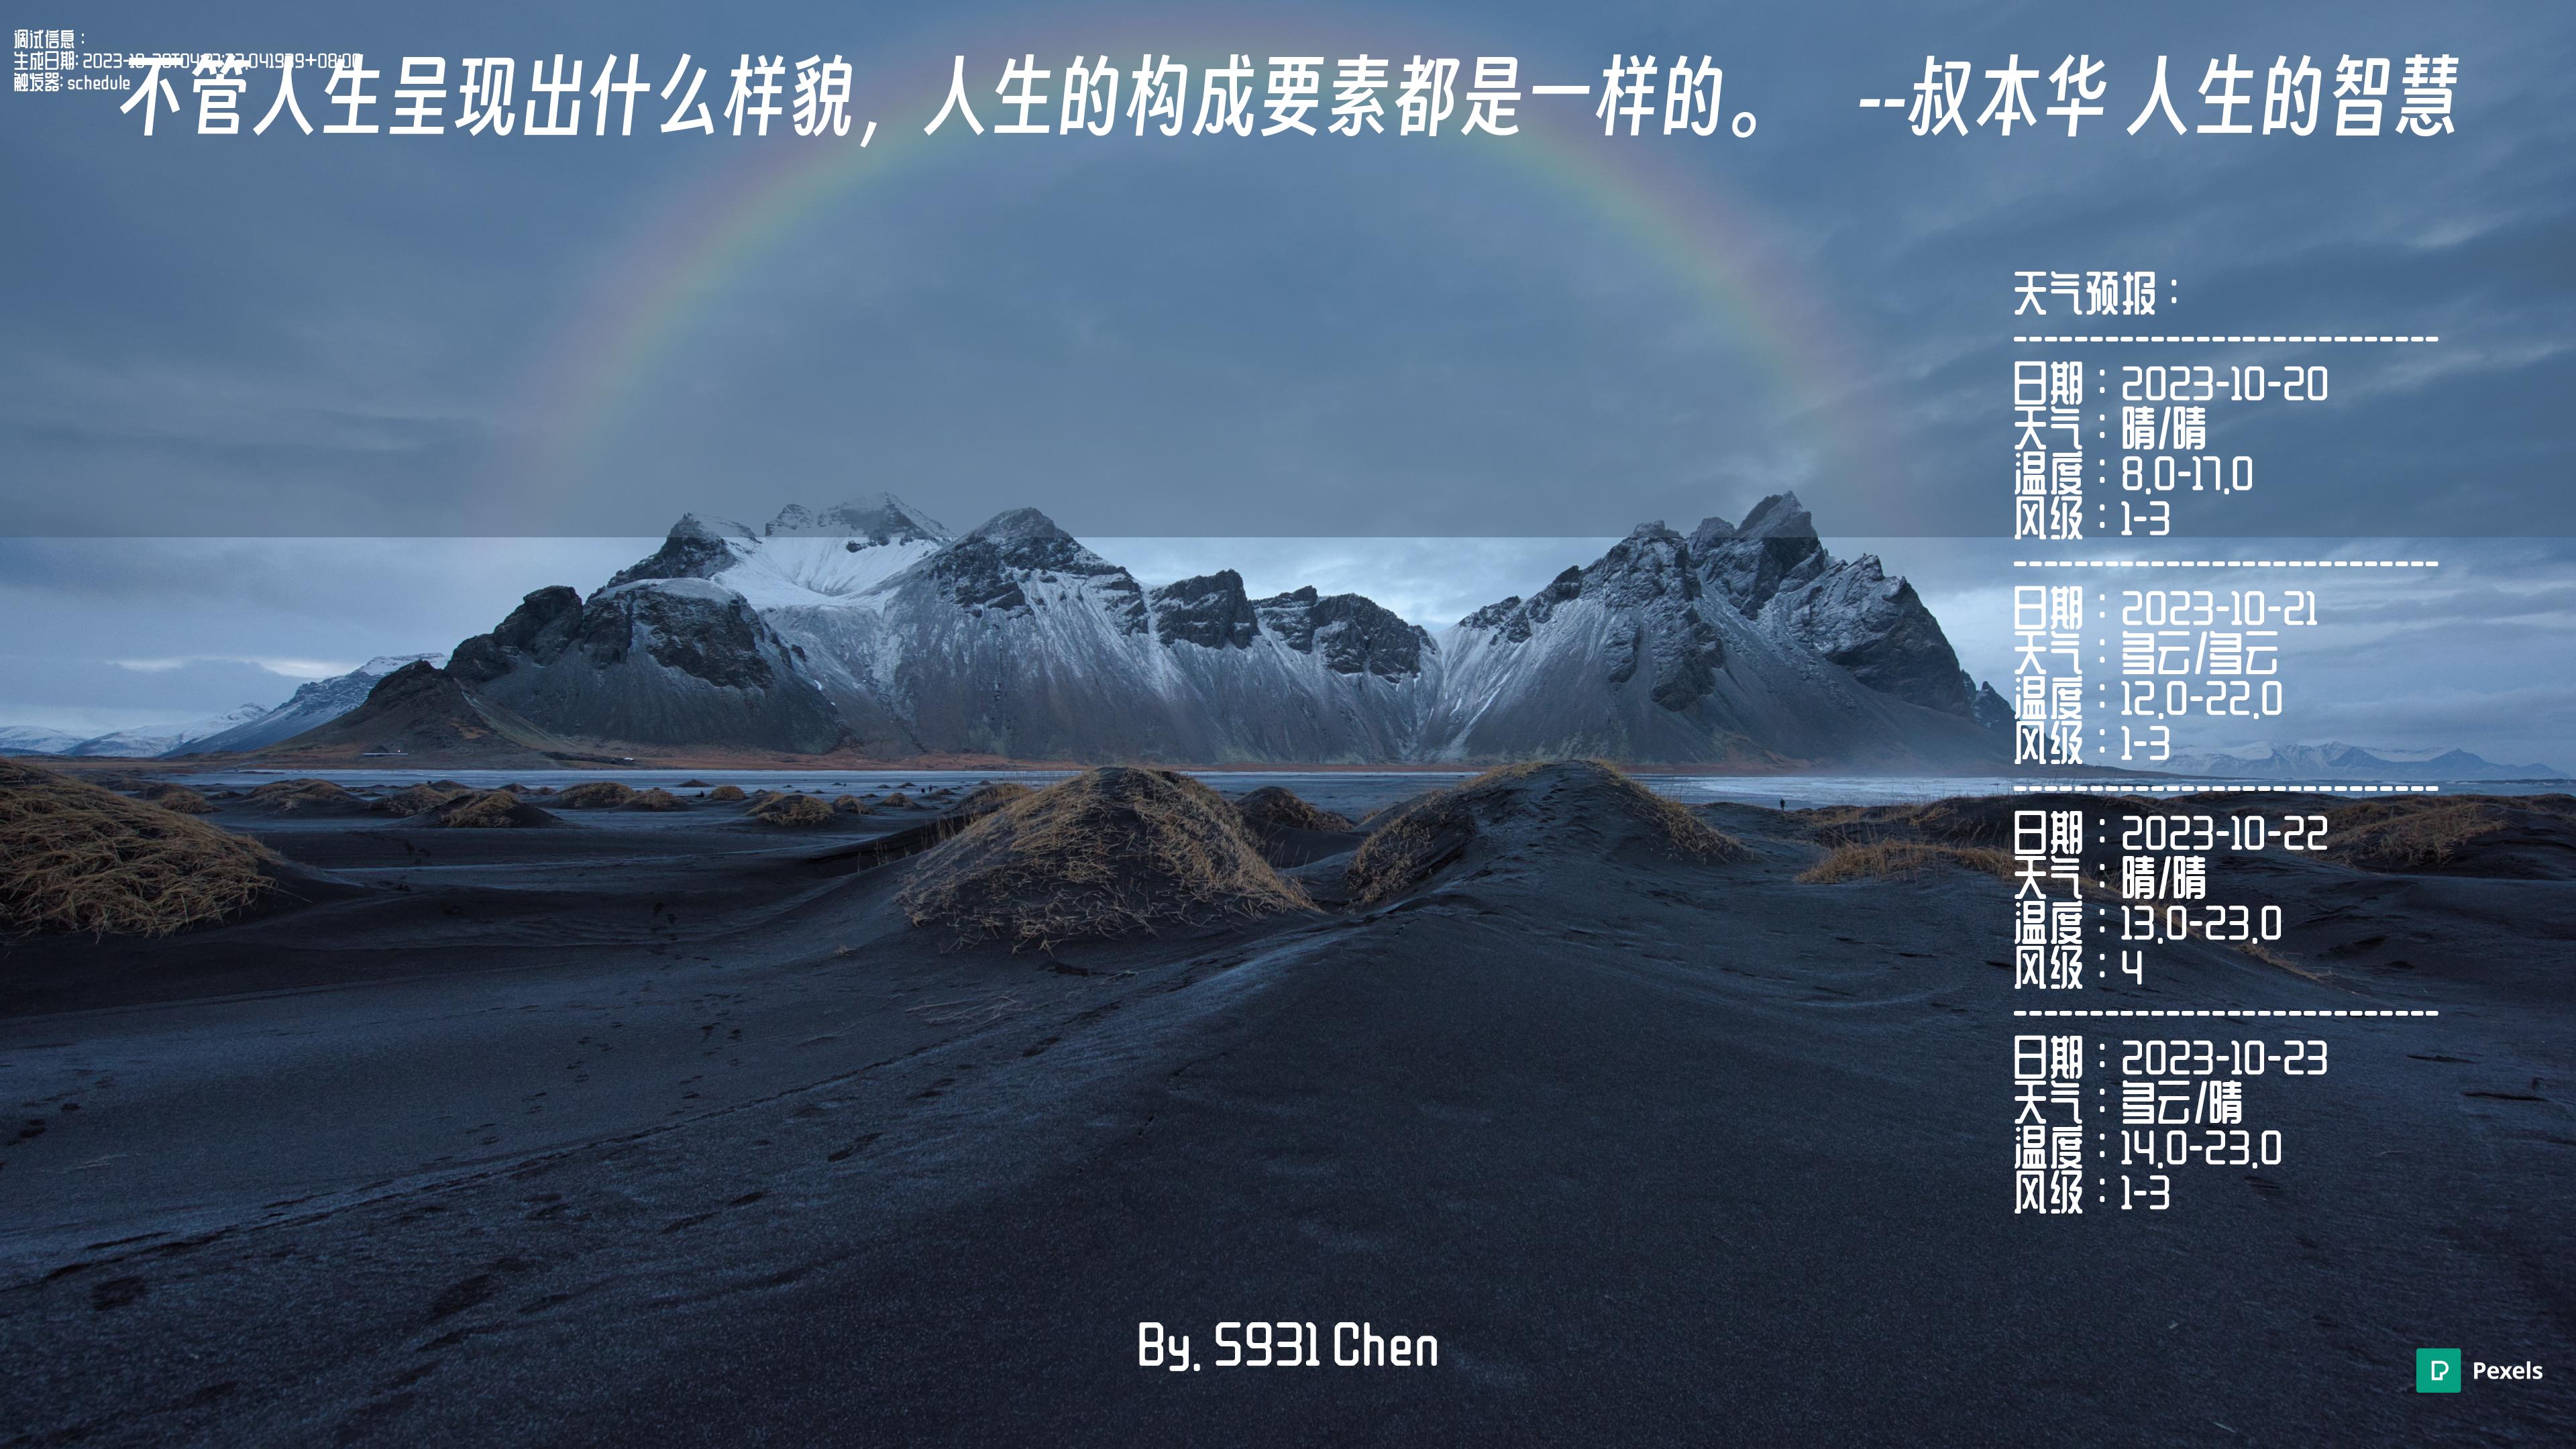 调试信息：
生成日期:
触发器: schedule
不管人生呈现出什么样貌，人生的构成要素都是一样的。 --叔本华 人生的智慧
天气预报：
----------------------------
日期：2023-10-20
天气：晴/晴
温度：8.0-17.0
风级：1-3
----------------------------
日期：2023-10-21
天气：多云/多云
温度：12.0-22.0
风级：1-3
----------------------------
日期：2023-10-22
天气：晴/晴
温度：13.0-23.0
风级：4
----------------------------
日期：2023-10-23
天气：多云/晴
温度：14.0-23.0
风级：1-3
By. S931 Chen
Pexels